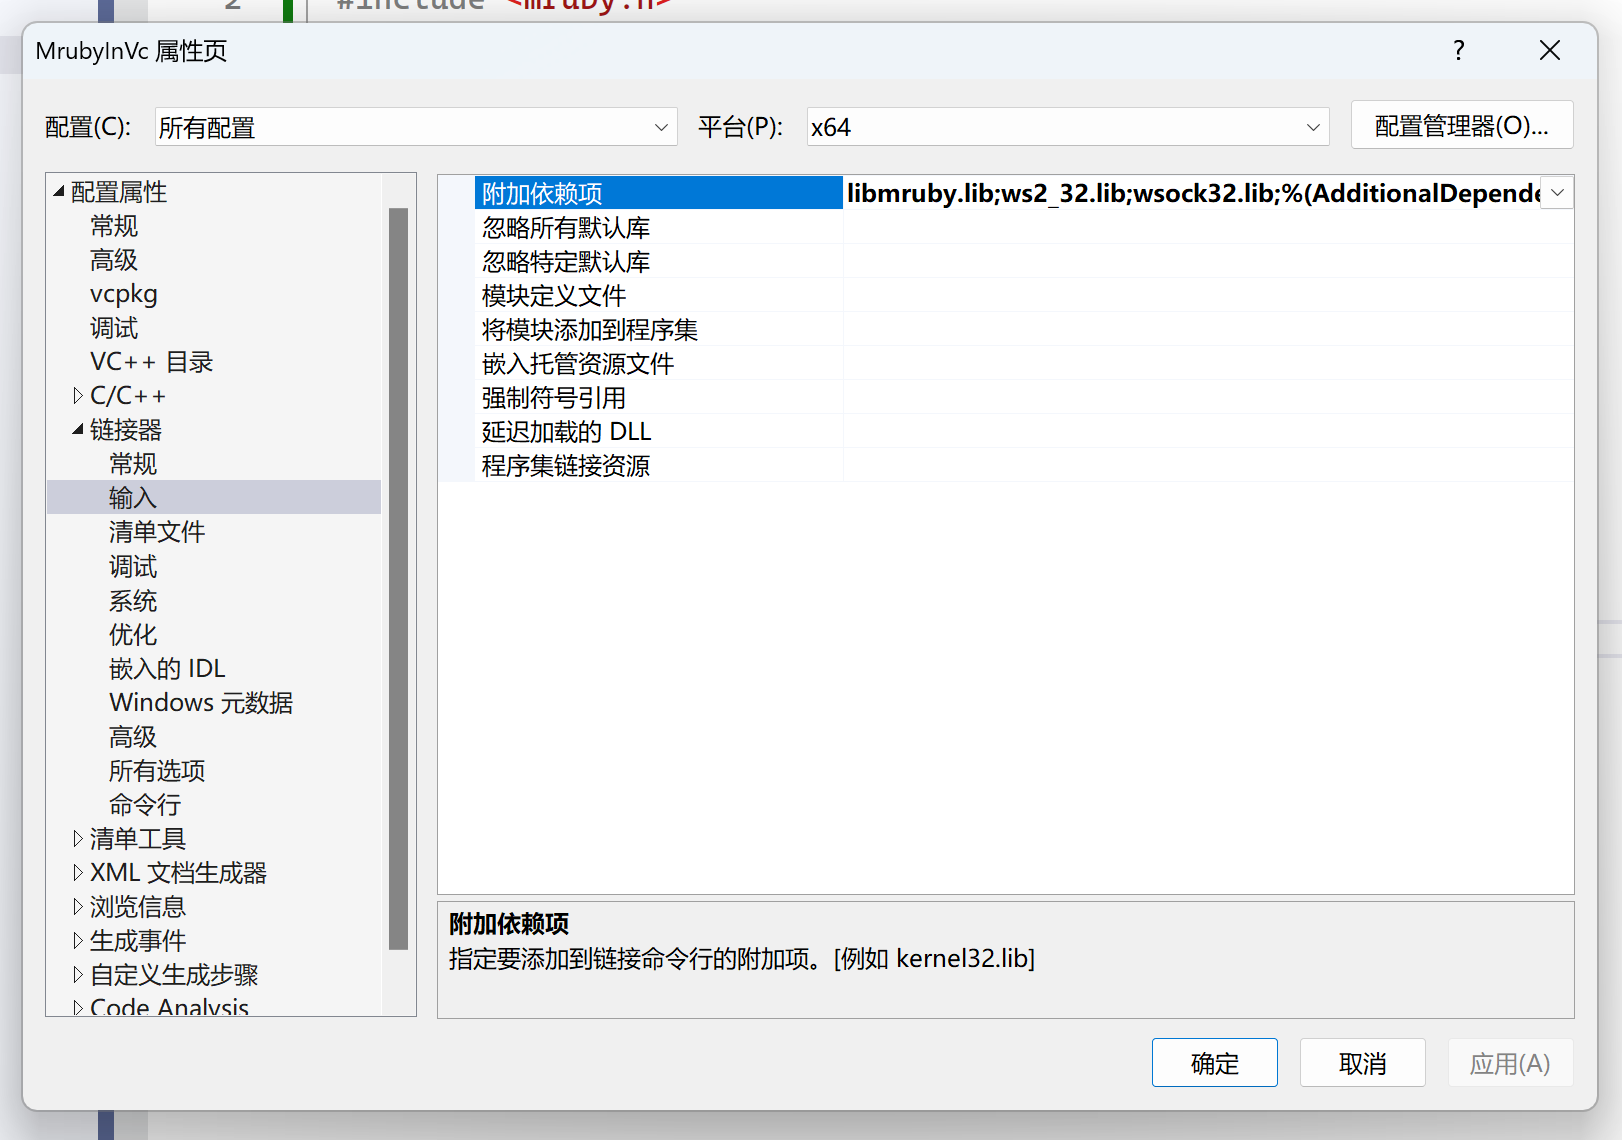 2 #include <mruby.h>
MrubyInVc 属性页
?
配置(C):
所有配置
平台(P):
x64
配置管理器(O)...
配置属性
常规
高级
vcpkg
调试
VC++ 目录
C/C++
链接器
常规
输入
清单文件
调试
系统
优化
嵌入的 IDL
Windows 元数据
高级
所有选项
命令行
清单工具
XML 文档生成器
浏览信息
生成事件
自定义生成步骤
Code Analysis
附加依赖项 libmruby.lib;ws2_32.lib;wsock32.lib;%(AdditionalDepende
忽略所有默认库
忽略特定默认库
模块定义文件
将模块添加到程序集
嵌入托管资源文件
强制符号引用
延迟加载的 DLL
程序集链接资源
附加依赖项
指定要添加到链接命令行的附加项。[例如 kernel32.lib]
确定
取消
应用(A)